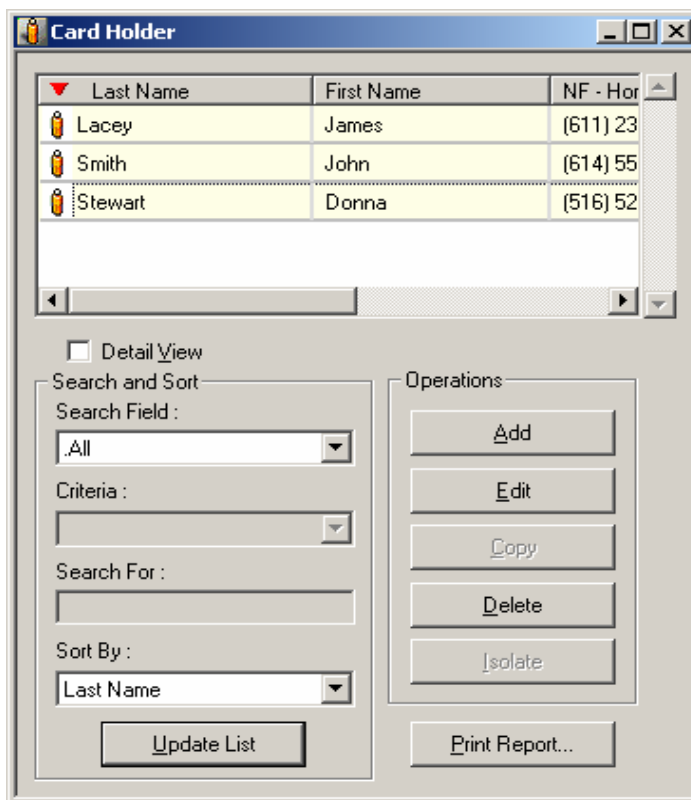 Card Holder
Last Name First Name NF - Hor
Lacey James (611) 23
Smith John (614) 55
Stewart Donna (516) 52
Detail View
Search and Sort
Search Field :
.All
Criteria :
Search For :
Sort By :
Last Name
Update List
Operations
Add
Edit
Copy
Delete
Isolate
Print Report...